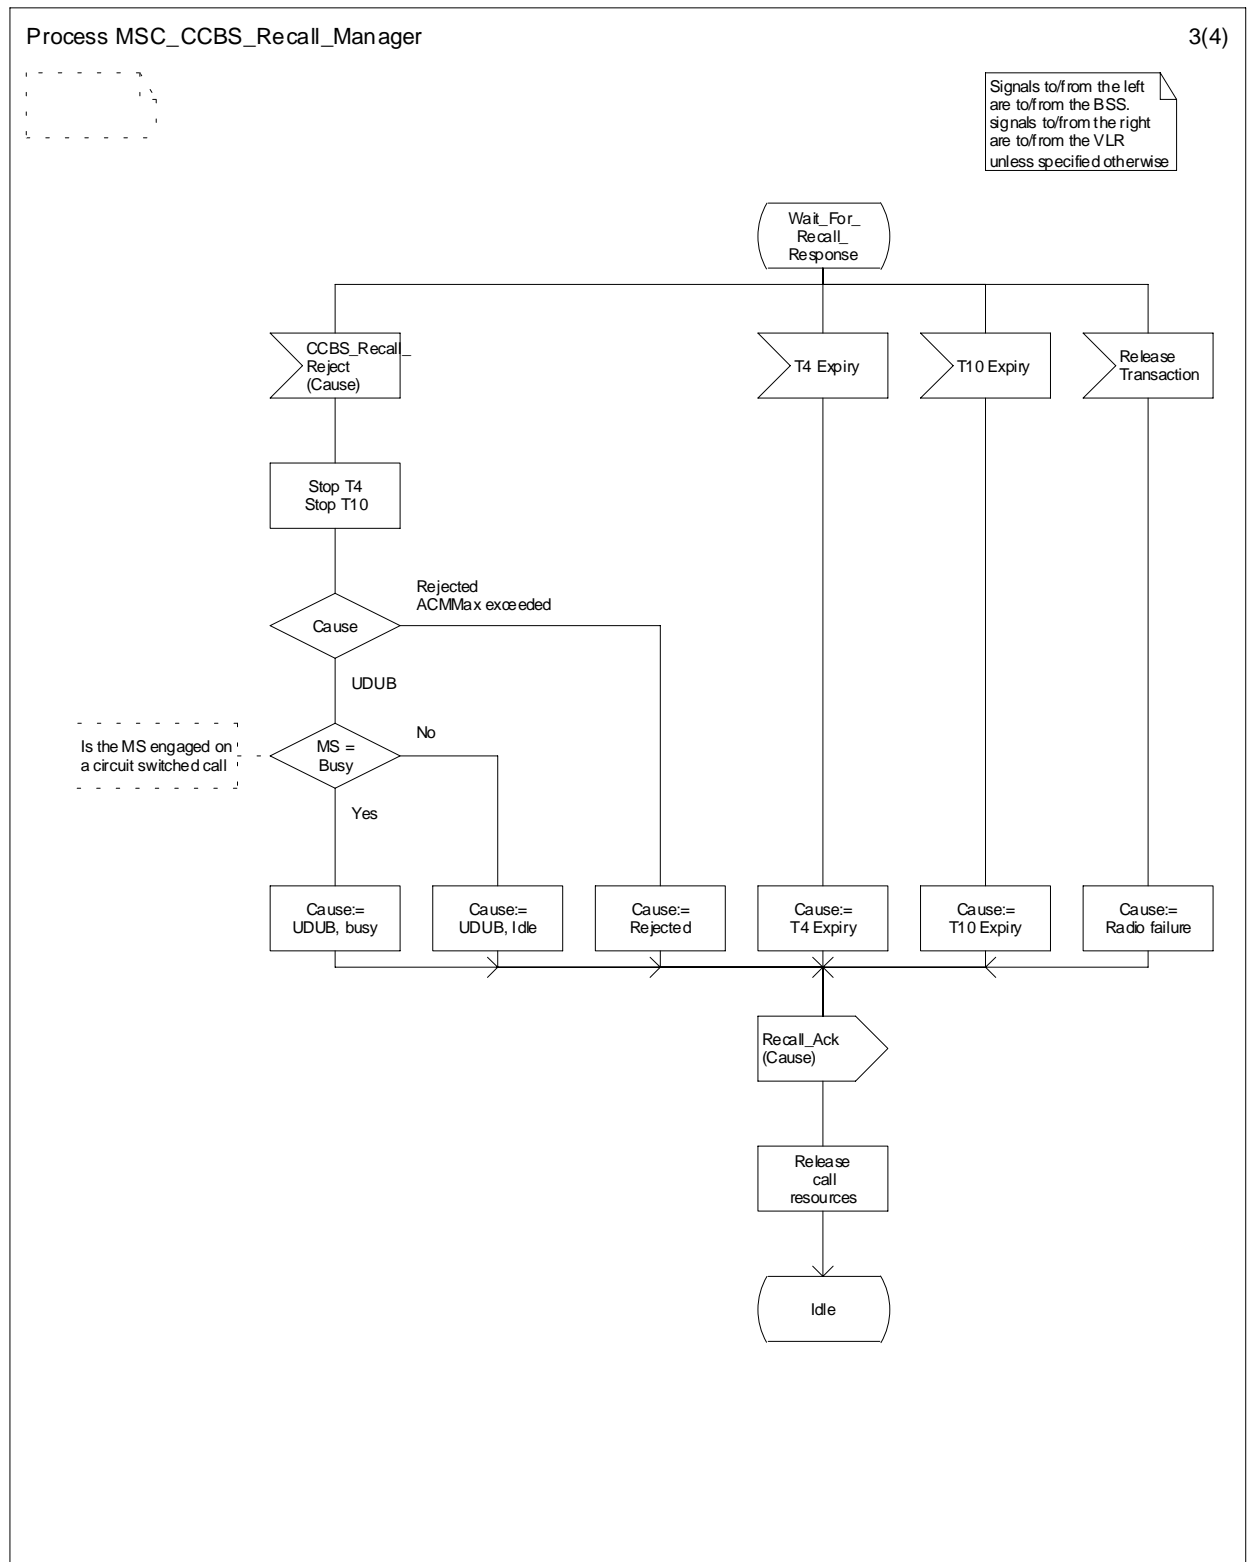 Process MSC_CCBS_Recall_Manager
3(4)
Signals to/from the left
are to/from the BSS.
signals to/from the right
are to/from the VLR
unless specified otherwise
Wait_For_
Recall_
Response
CCBS_Recall_
Reject
(Cause)
T4 Expiry
T10 Expiry
Release
Transaction
Stop T4
Stop T10
Rejected
ACMMax exceeded
Cause
UDUB
Is the MS engaged on
a circuit switched call
MS =
Busy
No
Yes
Cause:=
UDUB, busy
Cause:=
UDUB, Idle
Cause:=
Rejected
Cause:=
T4 Expiry
Cause:=
T10 Expiry
Cause:=
Radio failure
Recall_Ack
(Cause)
Release
call
resources
Idle